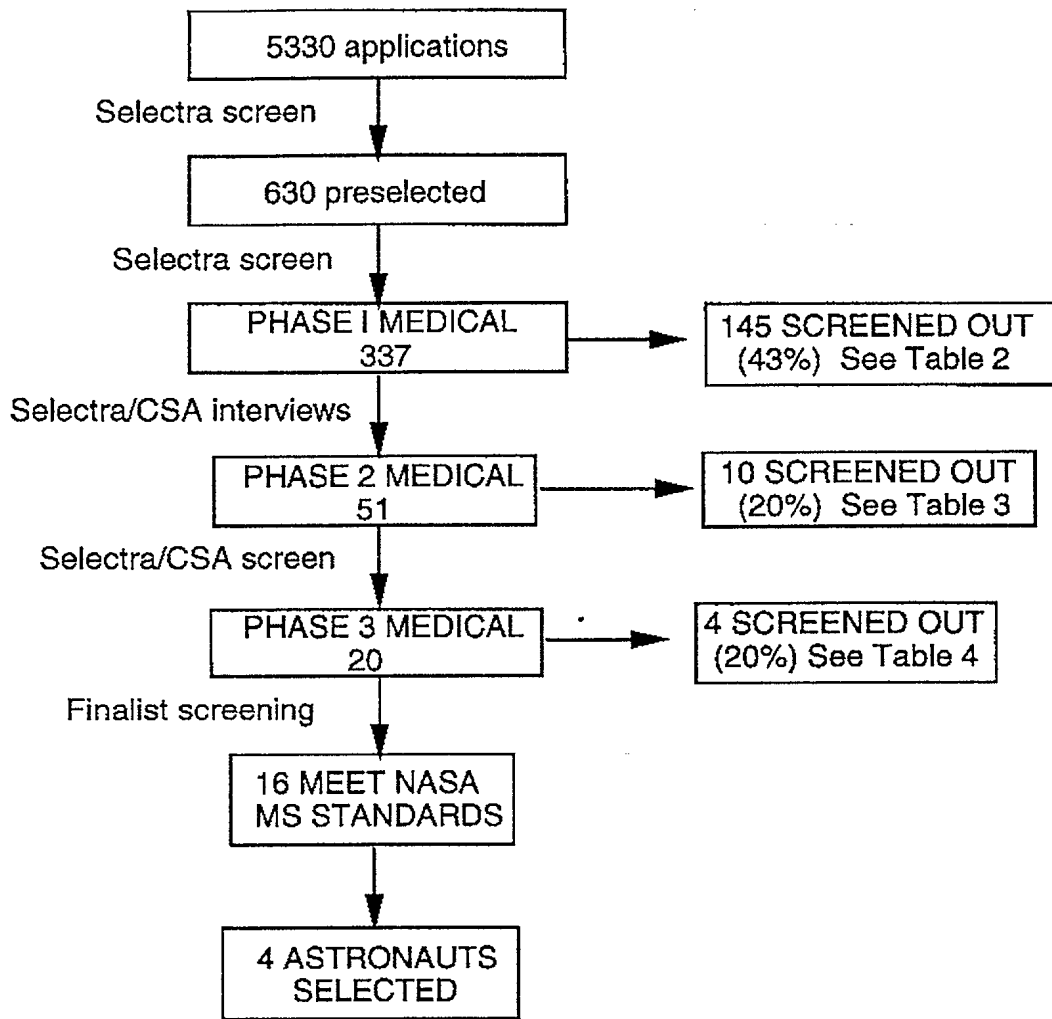 5330 applications
Selectra screen
630 preselected
Selectra screen
PHASE I MEDICAL
337
145 SCREENED OUT
(43%) See Table 2
Selectra/CSA interviews
PHASE 2 MEDICAL
51
10 SCREENED OUT
(20%) See Table 3
Selectra/CSA screen
PHASE 3 MEDICAL
20
4 SCREENED OUT
(20%) See Table 4
Finalist screening
16 MEET NASA
MS STANDARDS
4 ASTRONAUTS
SELECTED